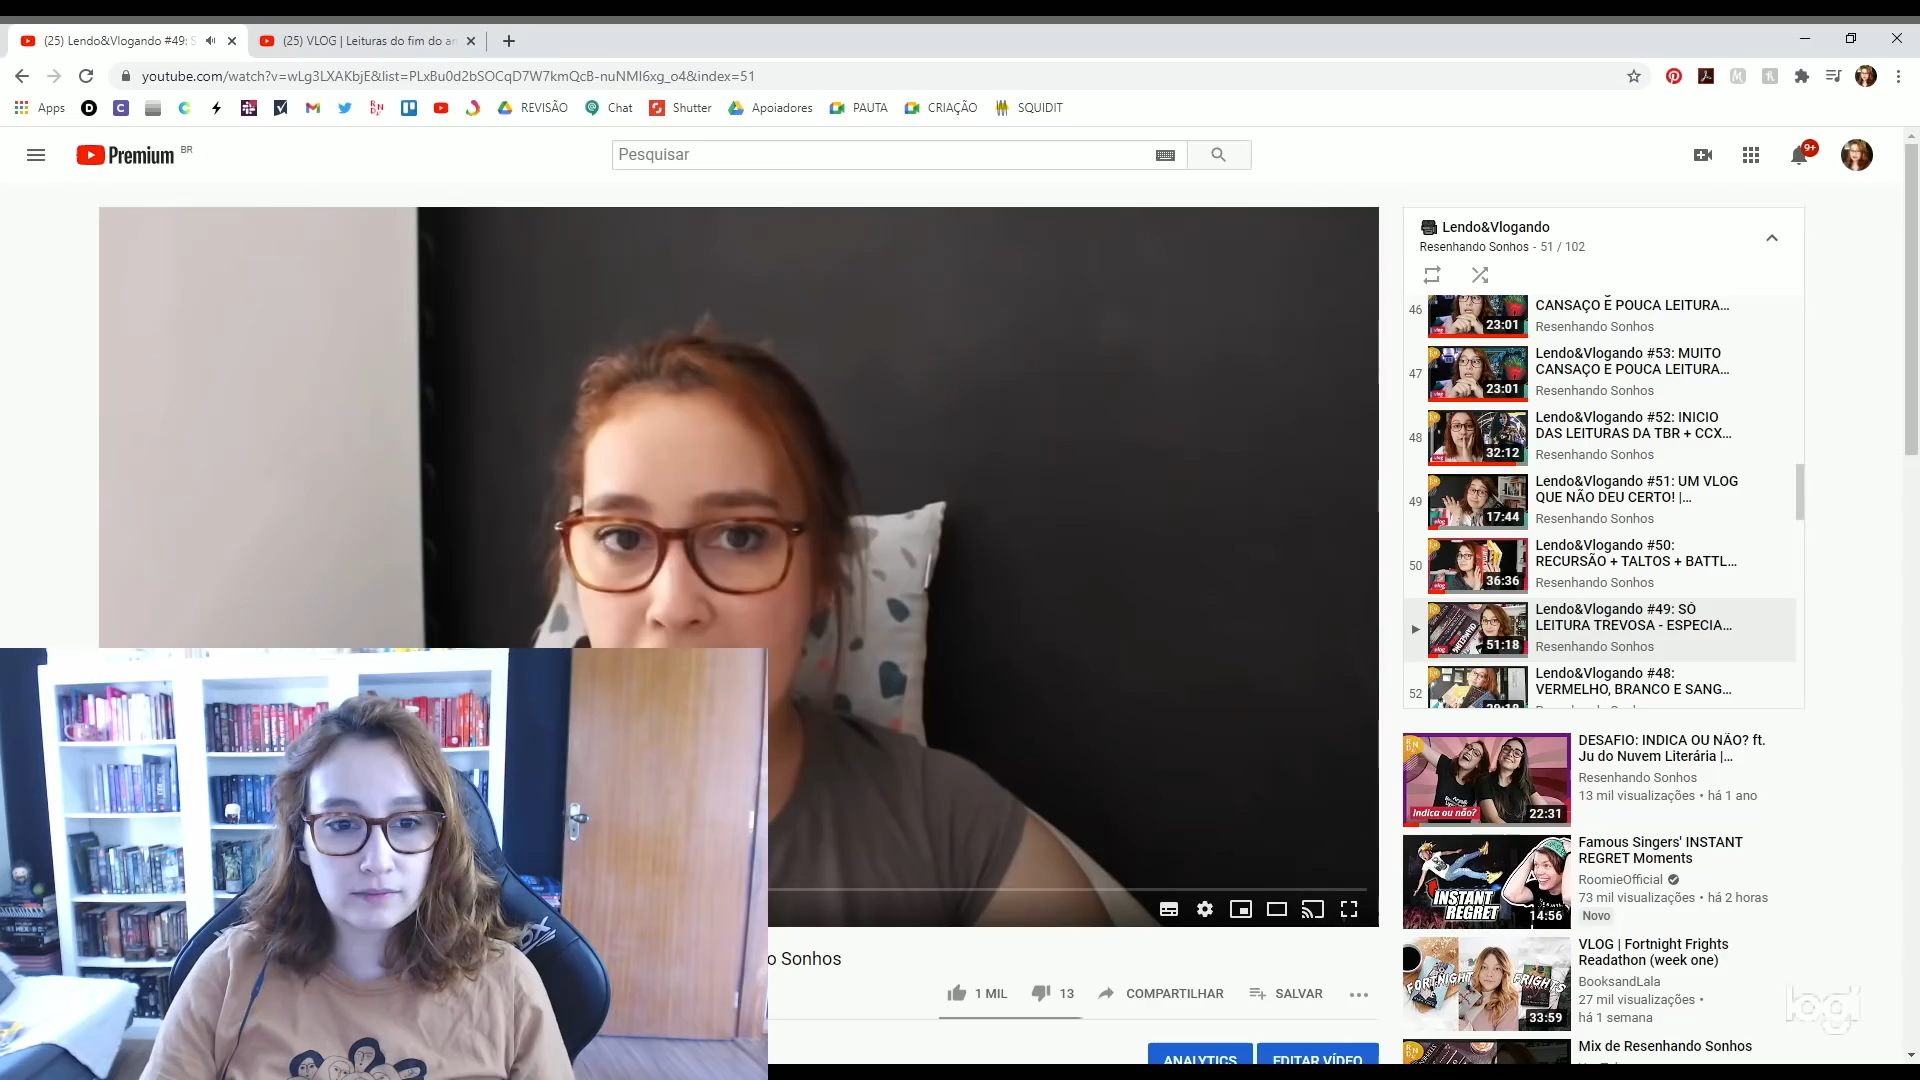 (25) Lendo&Vlogando #49: S
(25) VLOG | Leituras do fim do an
youtube.com/watch?v=wLg3LXAKbjE&list=PLxBu0d2bSOCqD7W7kmQcB-nuNMI6xg_o4&index=51
Apps
REVISÃO
Chat
Shutter
Apoiadores
PAUTA
CRIAÇÃO
SQUIDIT
Premium BR
Pesquisar
9+
Lendo&Vlogando
Resenhando Sonhos - 51 / 102
46
23:01
CANSAÇO E POUCA LEITURA...
Resenhando Sonhos
47
23:01
Lendo&Vlogando #53: MUITO
CANSAÇO E POUCA LEITURA...
Resenhando Sonhos
48
32:12
Lendo&Vlogando #52: INICIO
DAS LEITURAS DA TBR + CCX...
Resenhando Sonhos
49
17:44
Lendo&Vlogando #51: UM VLOG
QUE NÃO DEU CERTO! |...
Resenhando Sonhos
50
36:36
Lendo&Vlogando #50:
RECURSÃO + TALTOS + BATTL...
Resenhando Sonhos
51:18
Lendo&Vlogando #49: SÓ
LEITURA TREVOSA - ESPECIA...
Resenhando Sonhos
52
Lendo&Vlogando #48:
VERMELHO, BRANCO E SANG...
Indica ou não?
22:31
DESAFIO: INDICA OU NÃO? ft.
Ju do Nuvem Literária |...
Resenhando Sonhos
13 mil visualizações • há 1 ano
INSTANT
REGRET
14:56
Famous Singers' INSTANT
REGRET Moments
RoomieOfficial
73 mil visualizações • há 2 horas
Novo
FORTNIGHT
FRIGHTS
33:59
VLOG | Fortnight Frights
Readathon (week one)
BooksandLala
27 mil visualizações •
há 1 semana
logi
Mix de Resenhando Sonhos
o Sonhos
1 MIL
13
COMPARTILHAR
SALVAR
ANALYTICS
EDITAR VÍDEO